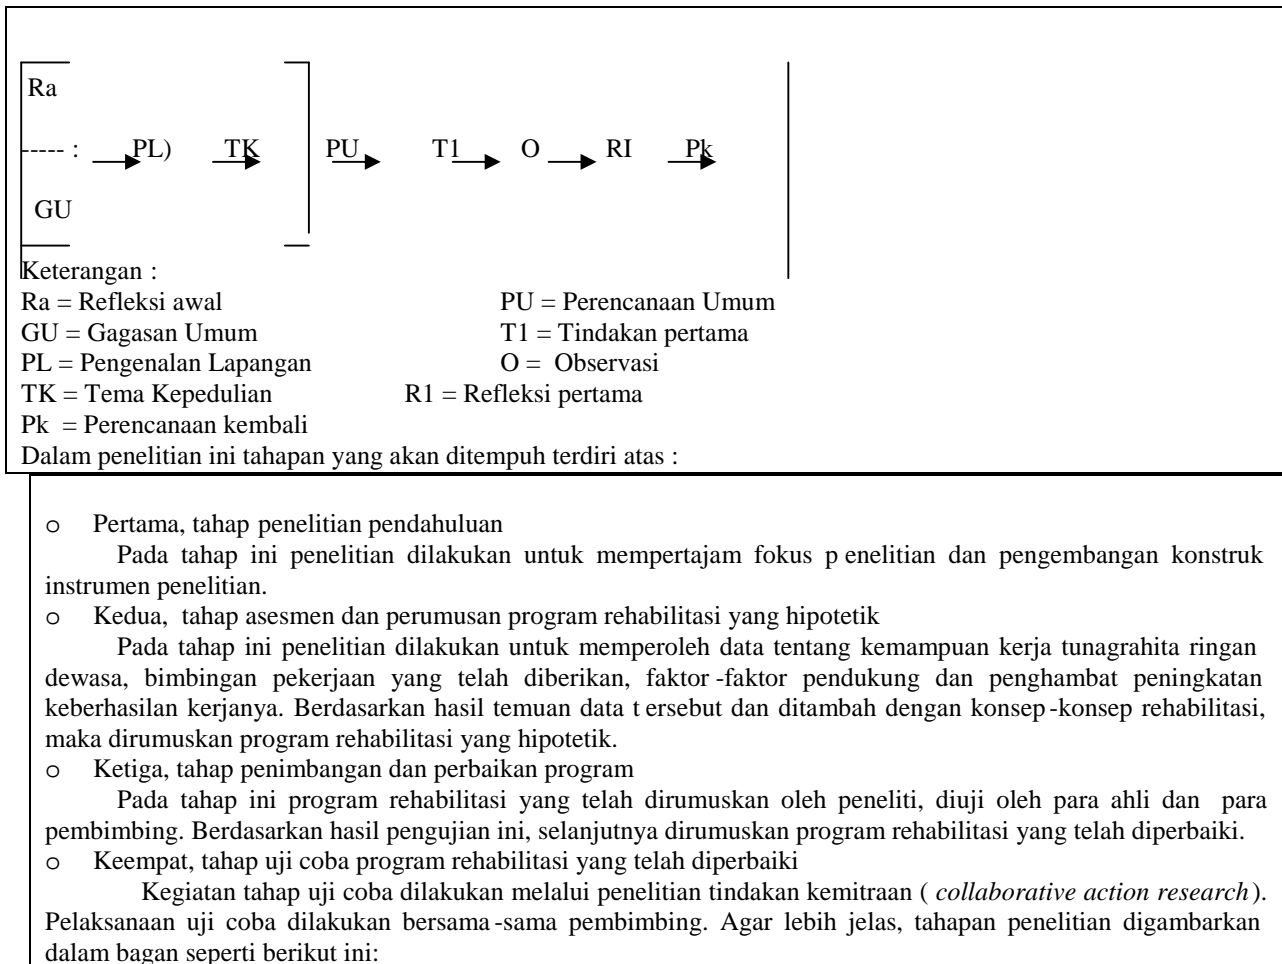 Ra
----- : PL) TK PU T1 O RI Pk
GU
Keterangan :
Ra = Refleksi awal PU = Perencanaan Umum
GU = Gagasan Umum T1 = Tindakan pertama
PL = Pengenalan Lapangan O = Observasi
TK = Tema Kepedulian R1 = Refleksi pertama
Pk = Perencanaan kembali
Dalam penelitian ini tahapan yang akan ditempuh terdiri atas :
o Pertama, tahap penelitian pendahuluan
Pada tahap ini penelitian dilakukan untuk mempertajam fokus p enelitian dan pengembangan konstruk
instrumen penelitian.
o Kedua, tahap asesmen dan perumusan program rehabilitasi yang hipotetik
Pada tahap ini penelitian dilakukan untuk memperoleh data tentang kemampuan kerja tunagrahita ringan
dewasa, bimbingan pekerjaan yang telah diberikan, faktor -faktor pendukung dan penghambat peningkatan
keberhasilan kerjanya. Berdasarkan hasil temuan data t ersebut dan ditambah dengan konsep -konsep rehabilitasi,
maka dirumuskan program rehabilitasi yang hipotetik.
o Ketiga, tahap penimbangan dan perbaikan program
Pada tahap ini program rehabilitasi yang telah dirumuskan oleh peneliti, diuji oleh para ahli dan para
pembimbing. Berdasarkan hasil pengujian ini, selanjutnya dirumuskan program rehabilitasi yang telah diperbaiki.
o Keempat, tahap uji coba program rehabilitasi yang telah diperbaiki
Kegiatan tahap uji coba dilakukan melalui penelitian tindakan kemitraan ( collaborative action research).
Pelaksanaan uji coba dilakukan bersama -sama pembimbing. Agar lebih jelas, tahapan penelitian digambarkan
dalam bagan seperti berikut ini: